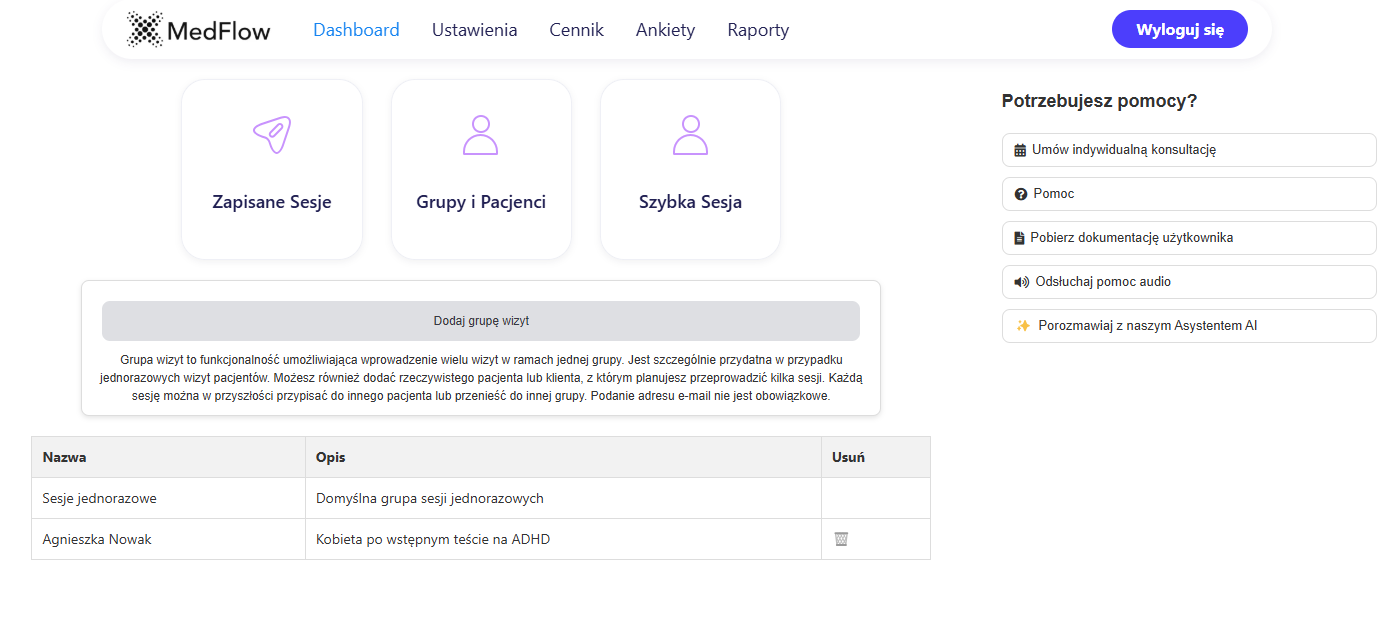 MedFlow Dashboard Ustawienia Cennik Ankiety Raporty Wyloguj się
Zapisane Sesje Grupy i Pacjenci Szybka Sesja
Dodaj grupę wizyt
Grupa wizyt to funkcjonalność umożliwiająca wprowadzenie wielu wizyt w ramach jednej grupy. Jest szczególnie przydatna w przypadku
jednorazowych wizyt pacjentów. Możesz również dodać rzeczywistego pacjenta lub klienta, z którym planujesz przeprowadzić kilka sesji. Każdą
sesję można w przyszłości przypisać do innego pacjenta lub przenieść do innej grupy. Podanie adresu e-mail nie jest obowiązkowe.
Nazwa Opis Usuń
Sesje jednorazowe Domyślna grupa sesji jednorazowych
Agnieszka Nowak Kobieta po wstępnym teście na ADHD
Potrzebujesz pomocy?
Umów indywidualną konsultację
Pomoc
Pobierz dokumentację użytkownika
Odsłuchaj pomoc audio
Porozmawiaj z naszym Asystentem AI